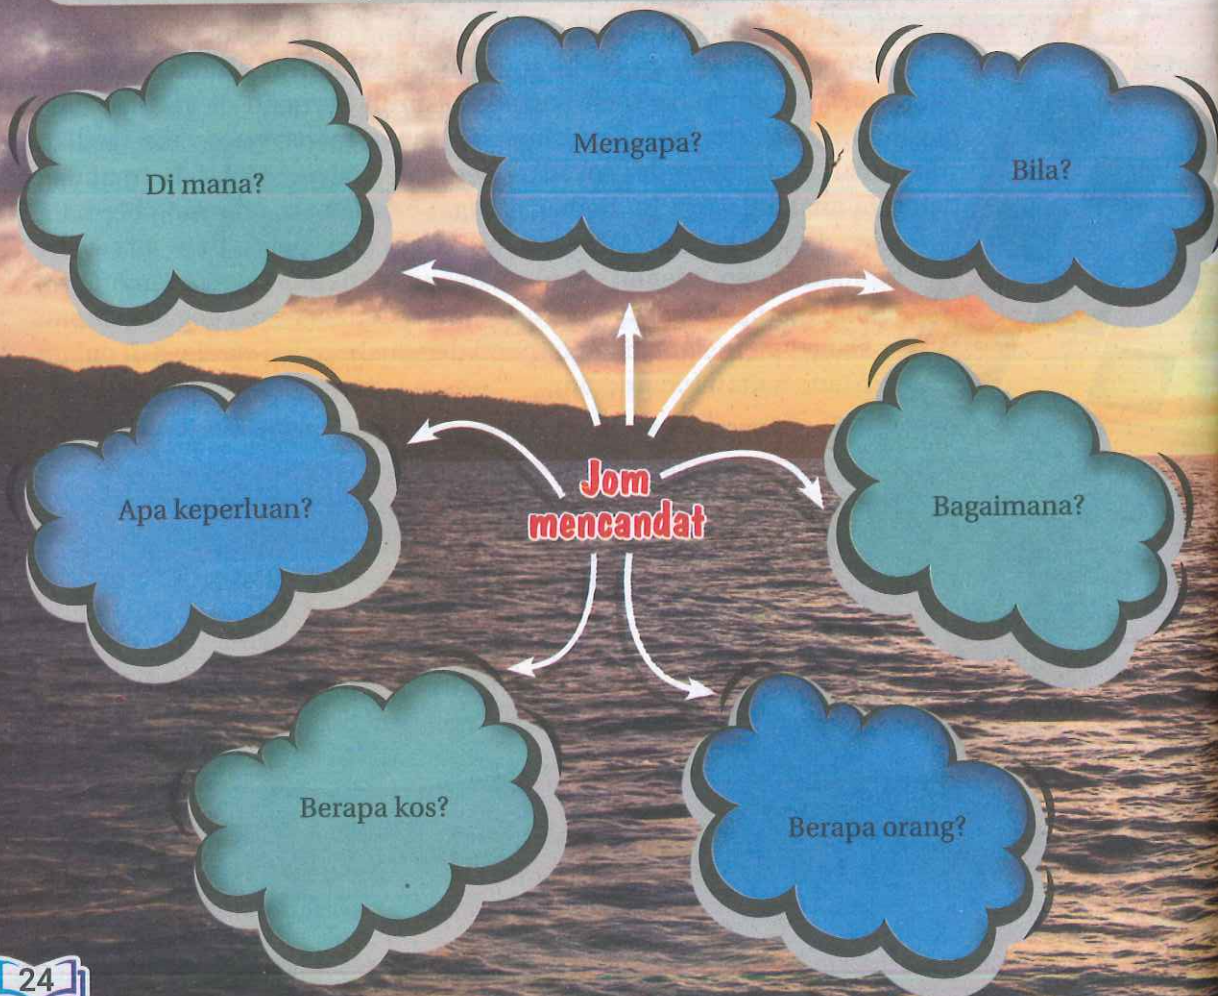 Di mana?
Mengapa?
Bila?
Apa keperluan?
Jom
mencandat
Bagaimana?
Berapa kos?
Berapa orang?
24